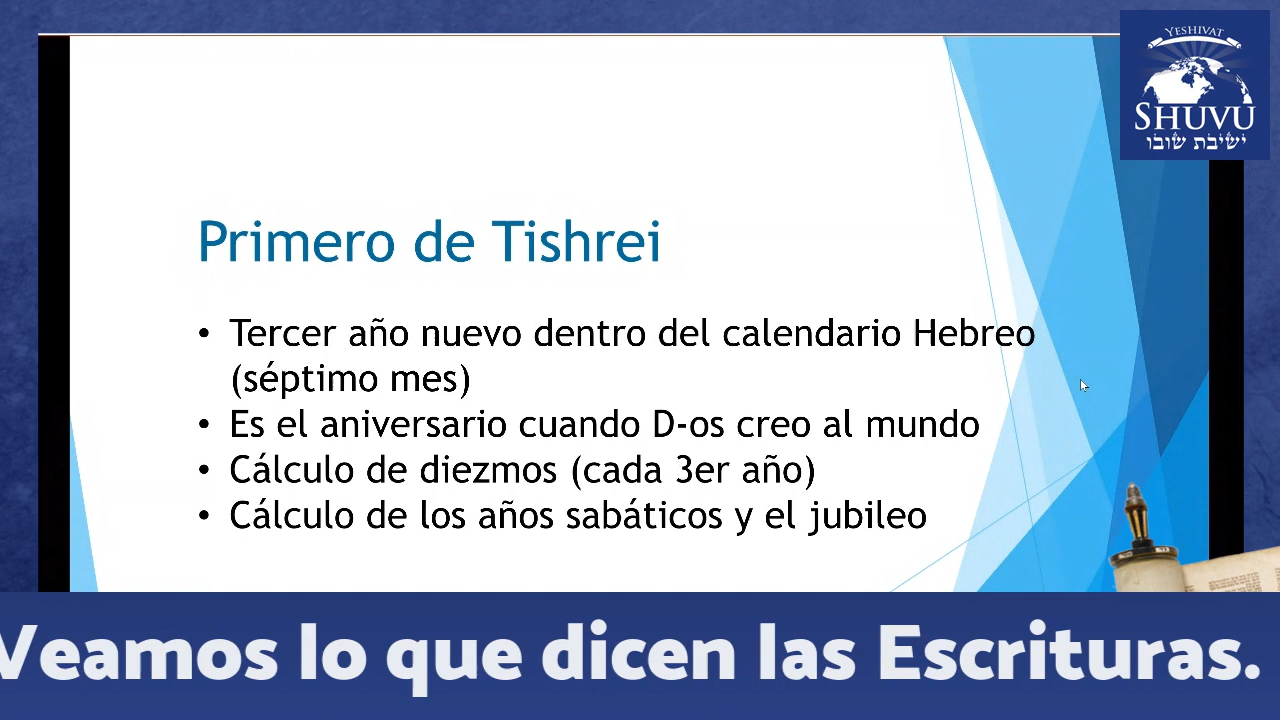 YESHIVAT
SHUVU
ישיבת שובו
Primero de Tishrei
• Tercer año nuevo dentro del calendario Hebreo
(séptimo mes)
• Es el aniversario cuando D-os creo al mundo
• Cálculo de diezmos (cada 3er año)
• Cálculo de los años sabáticos y el jubileo
Veamos lo que dicen las Escrituras.